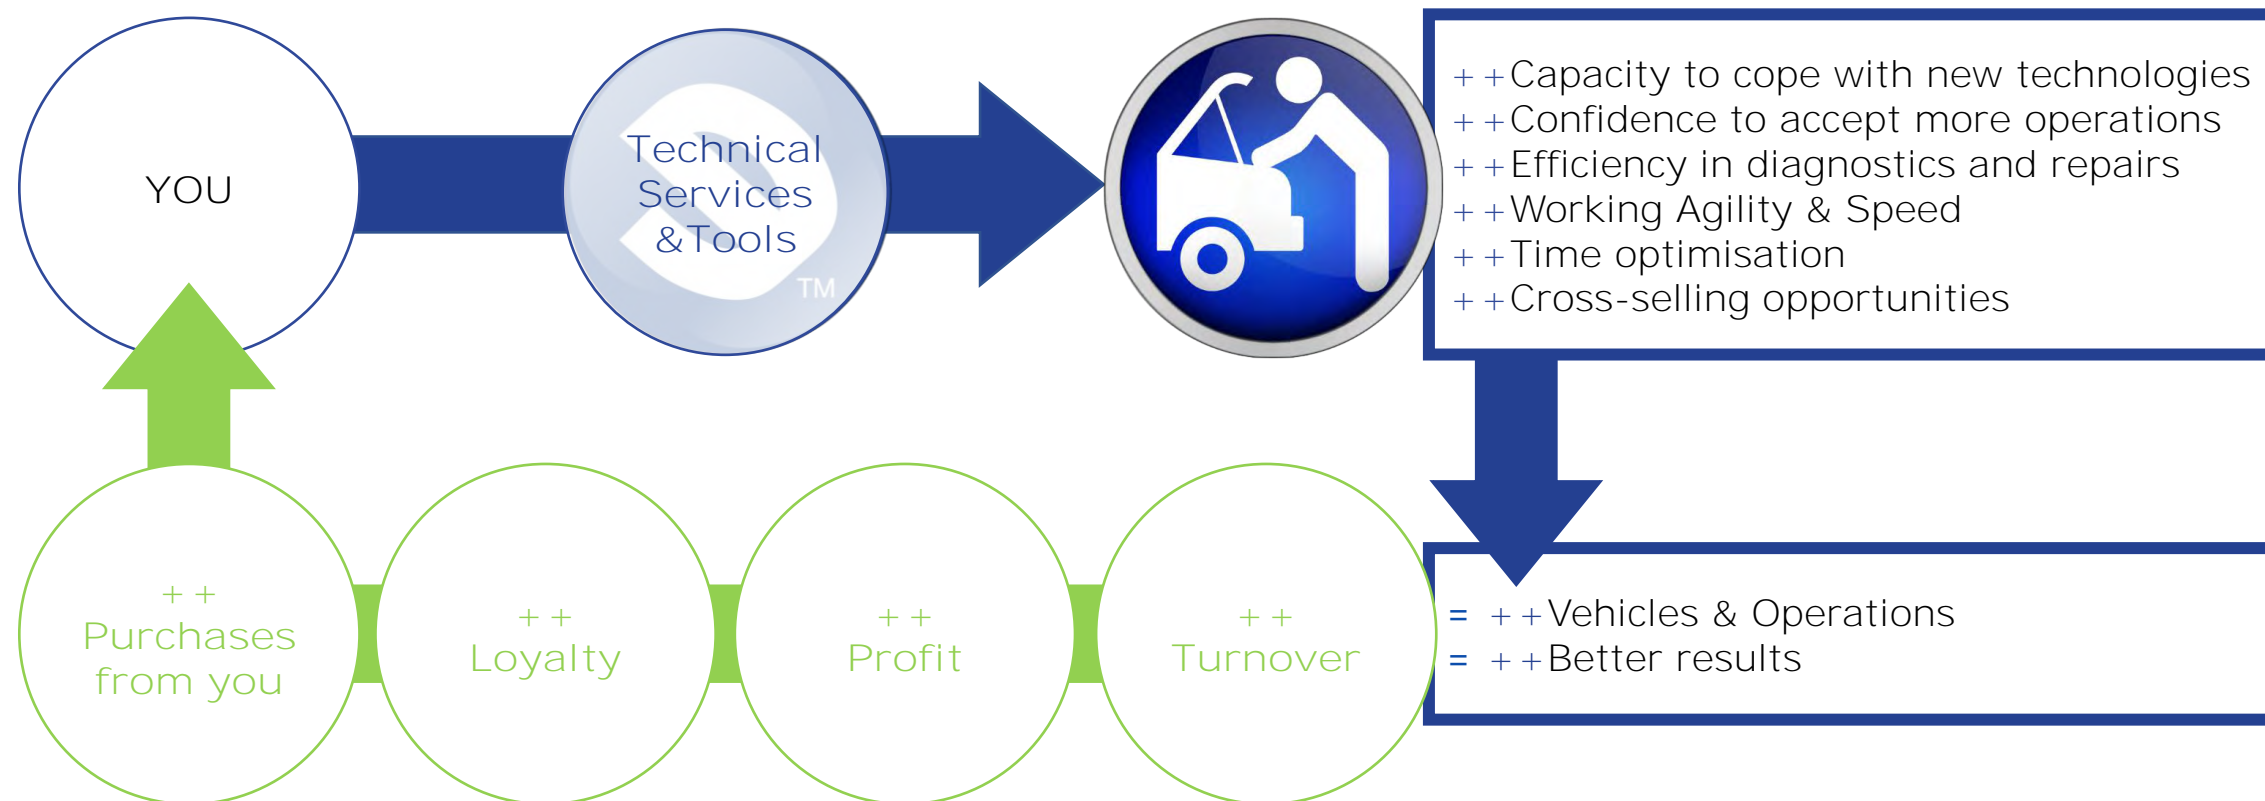 YOU
Technical
Services
&Tools
TM
++Capacity to cope with new technologies
++Confidence to accept more operations
++Efficiency in diagnostics and repairs
++Working Agility & Speed
++Time optimisation
++Cross-selling opportunities
++
Purchases
from you
++
Loyalty
++
Profit
++
Turnover
= ++Vehicles & Operations
= ++Better results